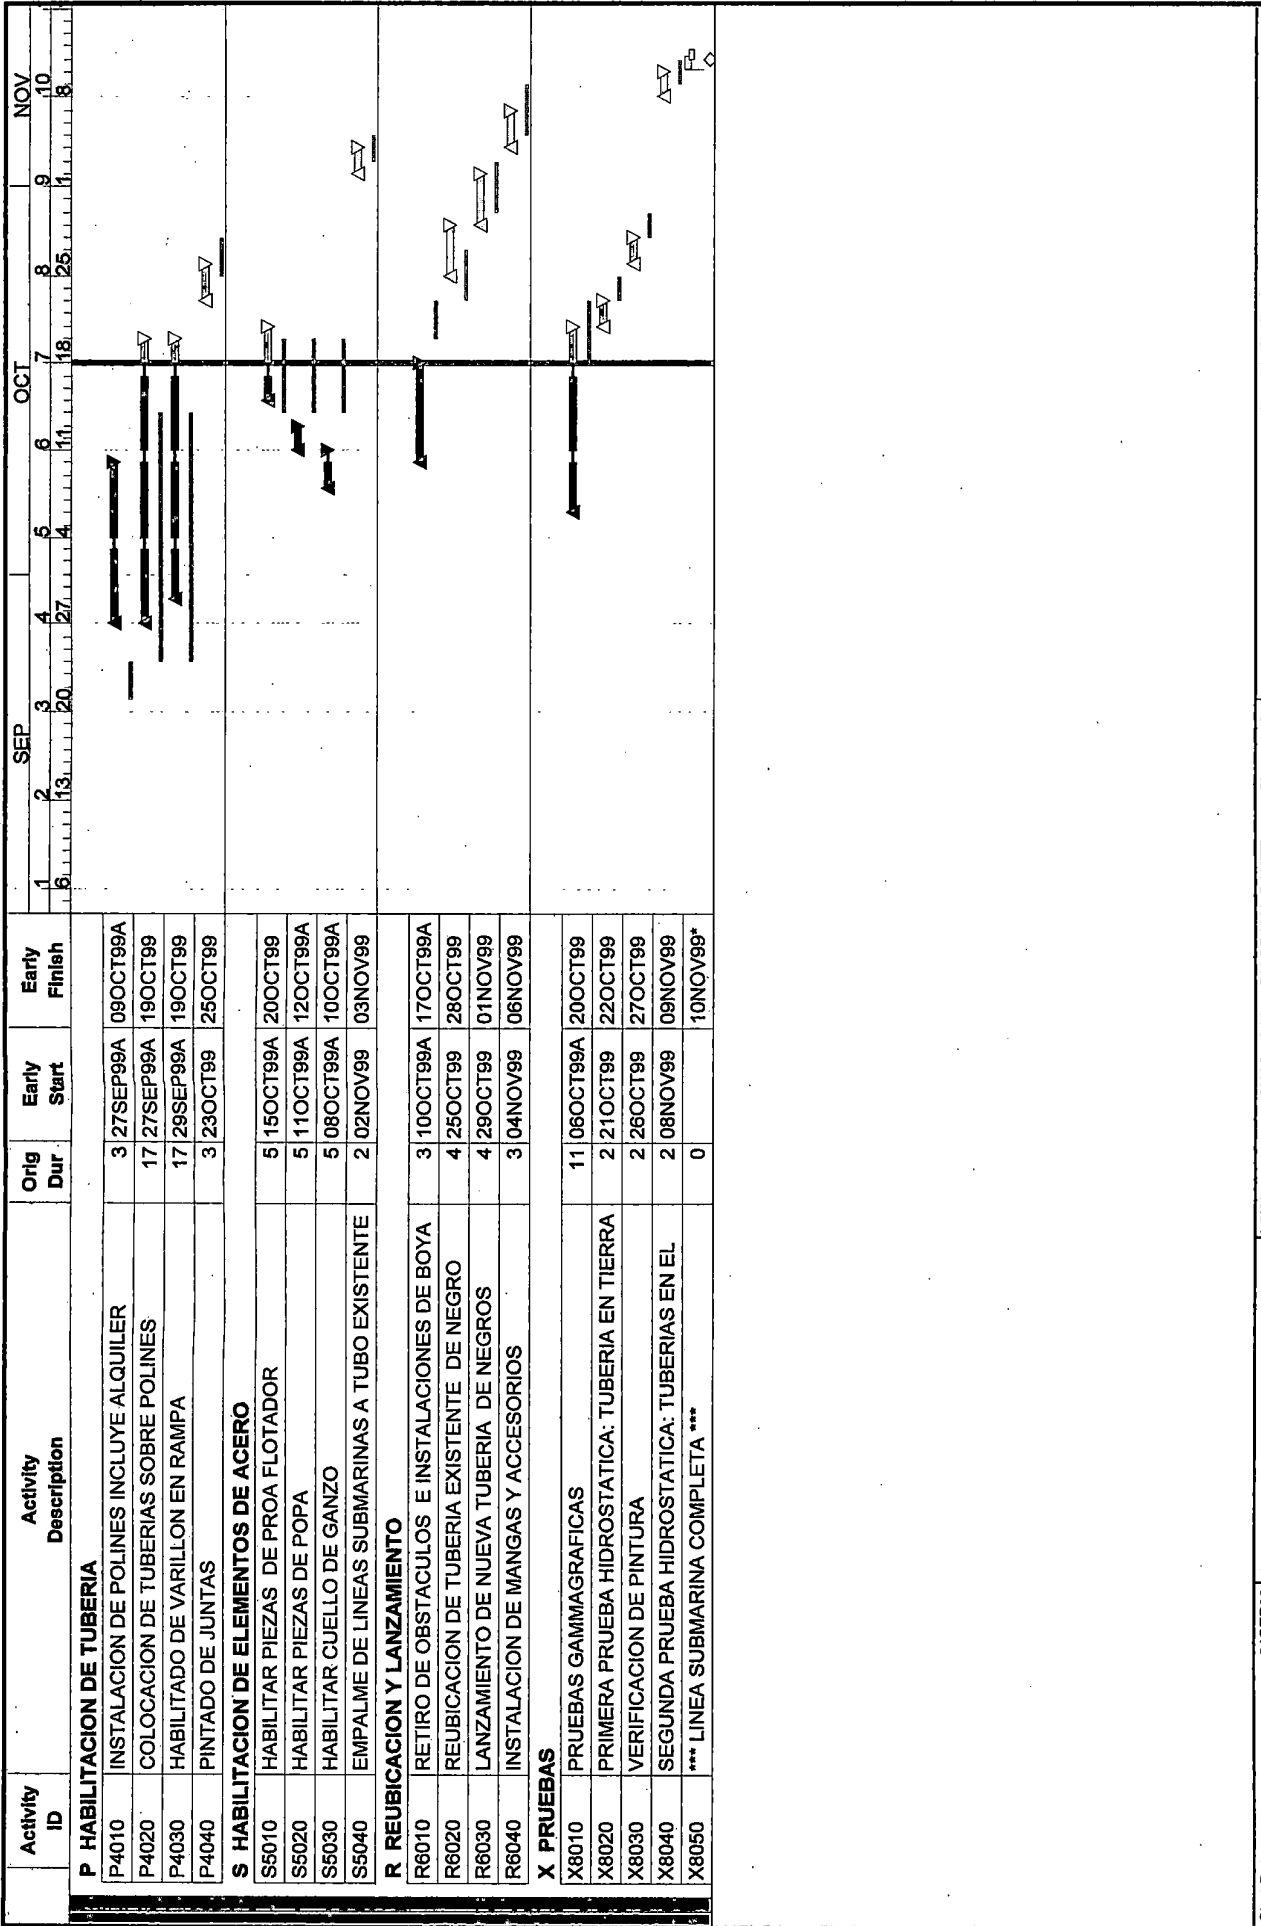 Activity ID Activity Description Orig Dur Early Start Early Finish SEP OCT NOV
1 2 3 4 5 6 7 8 9 10
6 13 20 27 4 11 18 25 1 8
P HABILITACION DE TUBERIA
P4010 INSTALACION DE POLINES INCLUYE ALQUILER 3 27SEP99A 09OCT99A
P4020 COLOCACION DE TUBERIAS SOBRE POLINES 17 27SEP99A 19OCT99
P4030 HABILITADO DE VARILLON EN RAMPA 17 29SEP99A 19OCT99
P4040 PINTADO DE JUNTAS 3 23OCT99 25OCT99
S HABILITACION DE ELEMENTOS DE ACERO
S5010 HABILITAR PIEZAS DE PROA FLOTADOR 5 15OCT99A 20OCT99
S5020 HABILITAR PIEZAS DE POPA 5 11OCT99A 12OCT99A
S5030 HABILITAR CUELLO DE GANZO 5 08OCT99A 10OCT99A
S5040 EMPALME DE LINEAS SUBMARINAS A TUBO EXISTENTE 2 02NOV99 03NOV99
R REUBICACION Y LANZAMIENTO
R6010 RETIRO DE OBSTACULOS E INSTALACIONES DE BOYA 3 10OCT99A 17OCT99A
R6020 REUBICACION DE TUBERIA EXISTENTE DE NEGRO 4 25OCT99 28OCT99
R6030 LANZAMIENTO DE NUEVA TUBERIA DE NEGROS 4 29OCT99 01NOV99
R6040 INSTALACION DE MANGAS Y ACCESORIOS 3 04NOV99 06NOV99
X PRUEBAS
X8010 PRUEBAS GAMMAGRAFICAS 11 06OCT99A 20OCT99
X8020 PRIMERA PRUEBA HIDROSTATICA: TUBERIA EN TIERRA 2 21OCT99 22OCT99
X8030 VERIFICACION DE PINTURA 2 26OCT99 27OCT99
X8040 SEGUNDA PRUEBA HIDROSTATICA: TUBERIAS EN EL 2 08NOV99 09NOV99
X8050 *** LINEA SUBMARINA COMPLETA *** 0 10NOV99*